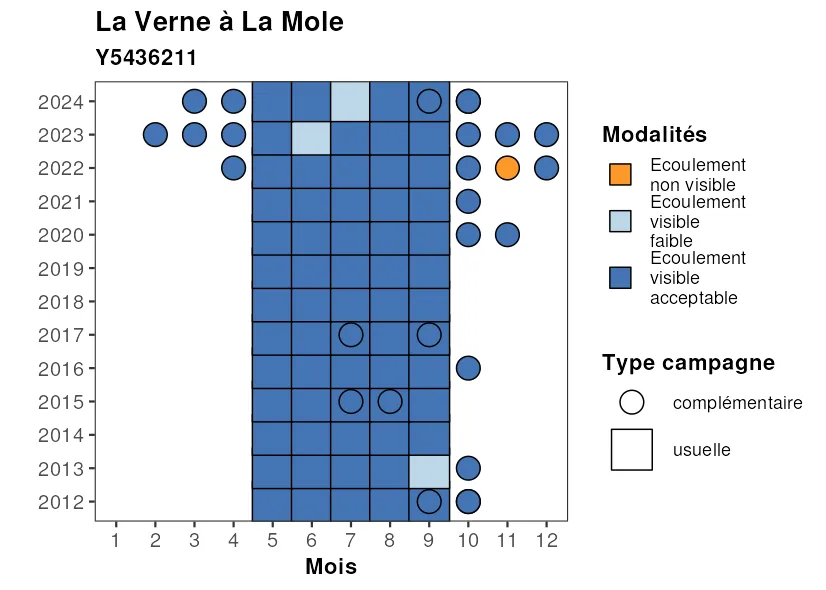 La Verne à La Mole
Y5436211
2024
2023
2022
2021
2020
2019
2018
2017
2016
2015
2014
2013
2012
1 2 3 4 5 6 7 8 9 10 11 12
Mois
Modalités
Ecoulement
non visible
Ecoulement
visible
faible
Ecoulement
visible
acceptable
Type campagne
complémentaire
usuelle